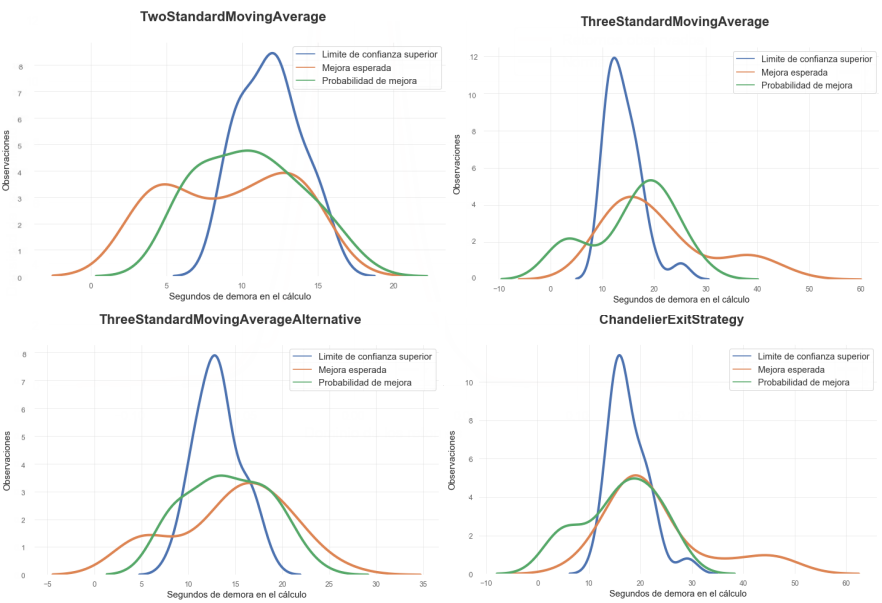 TwoStandardMovingAverage
Limite de confianza superior
Mejora esperada
Probabilidad de mejora
Observaciones
8
7
6
5
4
3
2
1
0
0 5 10 15 20
Segundos de demora en el cálculo
ThreeStandardMovingAverage
Limite de confianza superior
Mejora esperada
Probabilidad de mejora
Observaciones
12
10
8
6
4
2
0
−10 0 10 20 30 40 50 60
Segundos de demora en el cálculo
ThreeStandardMovingAverageAlternative
Limite de confianza superior
Mejora esperada
Probabilidad de mejora
Observaciones
8
7
6
5
4
3
2
1
0
−5 0 5 10 15 20 25 30 35
Segundos de demora en el cálculo
ChandelierExitStrategy
Limite de confianza superior
Mejora esperada
Probabilidad de mejora
Observaciones
10
8
6
4
2
0
−10 0 10 20 30 40 50 60
Segundos de demora en el cálculo